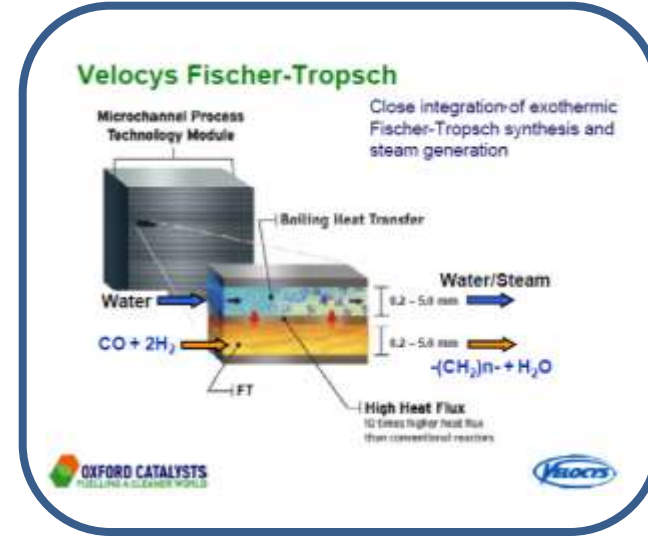 Velocys Fischer-Tropsch
Close integration of exothermic
Fischer-Tropsch synthesis and
steam generation
Microchannel Process
Technology Module
Boiling Heat Transfer
Water
Water/Steam
0.2 – 5.0 mm
CO + 2H₂
0.2 – 5.0 mm
-(CH₂)n- + H₂O
FT
High Heat Flux
10 times higher heat flux
than conventional reactors
OXFORD CATALYSTS
FUELLING A CLEANER WORLD
VELOCYS